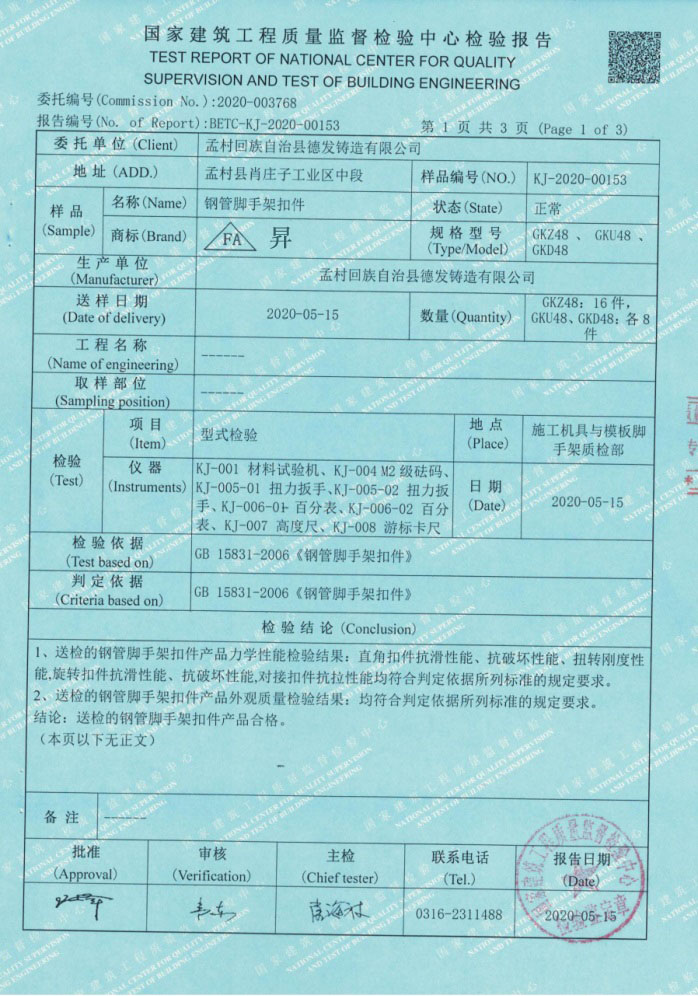 国家建筑工程质量监督检验中心检验报告
TEST REPORT OF NATIONAL CENTER FOR QUALITY
SUPERVISION AND TEST OF BUILDING ENGINEERING
委托编号(Commission No.):2020-003768
报告编号(No. of Report):BETC-KJ-2020-00153 第 1 页 共 3 页 (Page 1 of 3)
委托单位(Client) 孟村回族自治县德发铸造有限公司
地址(ADD.) 孟村县肖庄子工业区中段 样品编号(NO.) KJ-2020-00153
样品
(Sample)
名称(Name) 钢管脚手架扣件 状态(State) 正常
商标(Brand) FA 昇 规格型号
(Type/Model)
GKZ48 、 GKU48 、
GKD48
生产单位
(Manufacturer)
孟村回族自治县德发铸造有限公司
送样日期
(Date of delivery)
2020-05-15 数量(Quantity)
GKZ48: 16 件,
GKU48、GKD48: 各 8
件
工程名称
(Name of engineering)
------
取样部位
(Sampling position)
------
检验
(Test)
项目
(Item)
型式检验
地点
(Place)
施工机具与模板脚
手架质检部
仪器
(Instruments)
KJ-001 材料试验机、KJ-004 M2 级砝码、
KJ-005-01 扭力扳手、KJ-005-02 扭力扳
手、KJ-006-01 百分表、KJ-006-02 百分
表、KJ-007 高度尺、KJ-008 游标卡尺
日期
(Date)
2020-05-15
检验依据
(Test based on)
GB 15831-2006《钢管脚手架扣件》
判定依据
(Criteria based on)
GB 15831-2006《钢管脚手架扣件》
检验结论 (Conclusion)
1、送检的钢管脚手架扣件产品力学性能检验结果: 直角扣件抗滑性能、抗破坏性能、扭转刚度性
能,旋转扣件抗滑性能、抗破坏性能,对接扣件抗拉性能均符合判定依据所列标准的规定要求。
2、送检的钢管脚手架扣件产品外观质量检验结果: 均符合判定依据所列标准的规定要求。
结论: 送检的钢管脚手架扣件产品合格。
(本页以下无正文)
备注 ------
批准
(Approval)
审核
(Verification)
主检
(Chief tester)
联系电话
(Tel.)
报告日期
(Date)
0316-2311488 2020-05-15
国家建筑工程质量监督检验中心